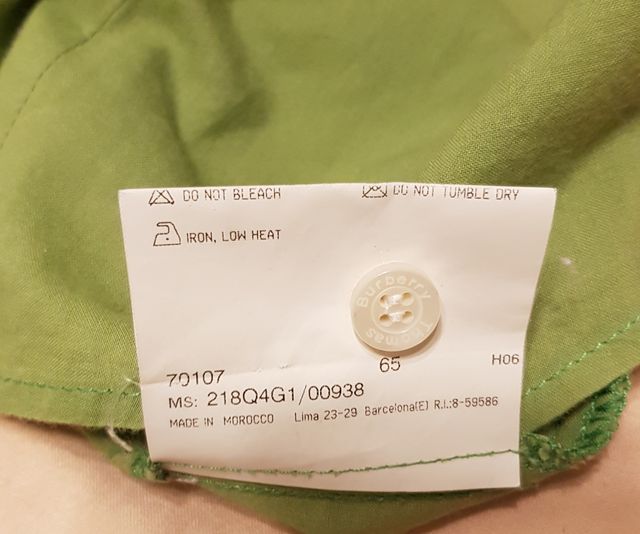 DO NOT BLEACH
DO NOT TUMBLE DRY
IRON, LOW HEAT
Burberry
Thomas
65
H06
70107
MS: 218Q4G1/00938
MADE IN MOROCCO Lima 23-29 Barcelona(E) R.I.:8-59586